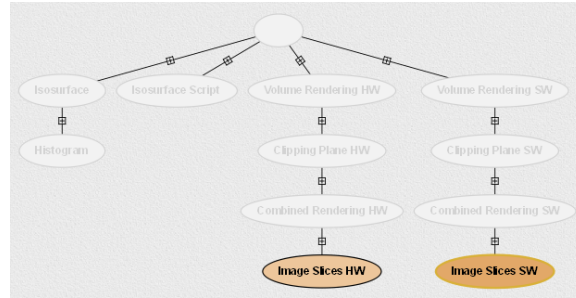 Isosurface
Isosurface Script
Volume Rendering HW
Volume Rendering SW
Histogram
Clipping Plane HW
Clipping Plane SW
Combined Rendering HW
Combined Rendering SW
Image Slices HW
Image Slices SW